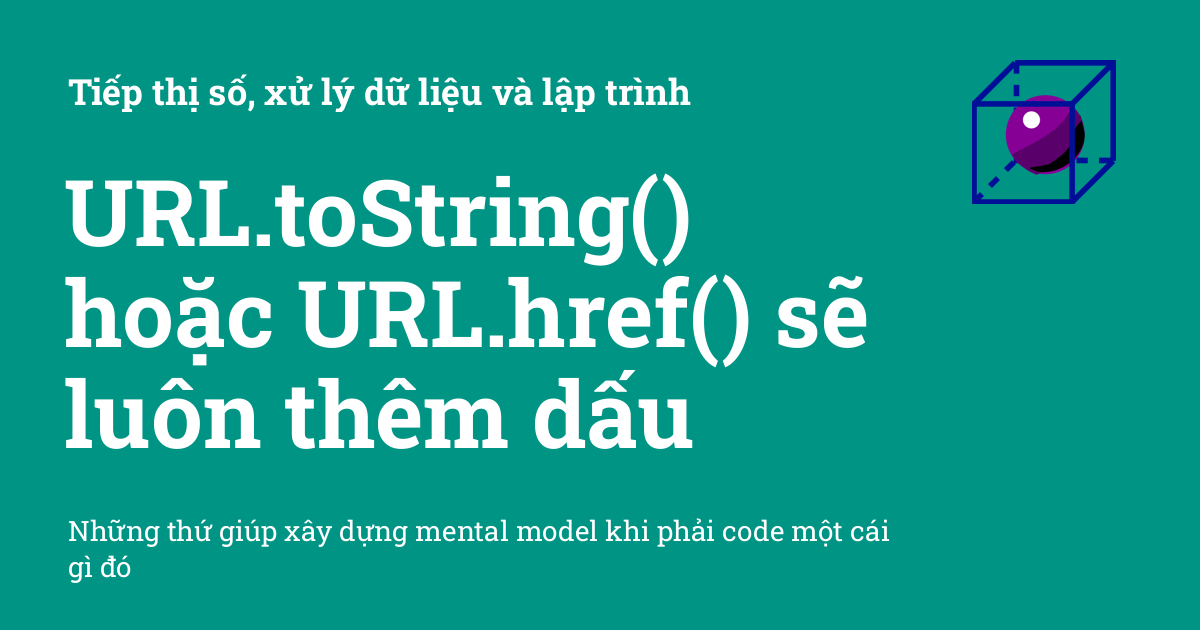 Tiếp thị số, xử lý dữ liệu và lập trình
URL.toString()
hoặc URL.href() sẽ
luôn thêm dấu
Những thứ giúp xây dựng mental model khi phải code một cái
gì đó